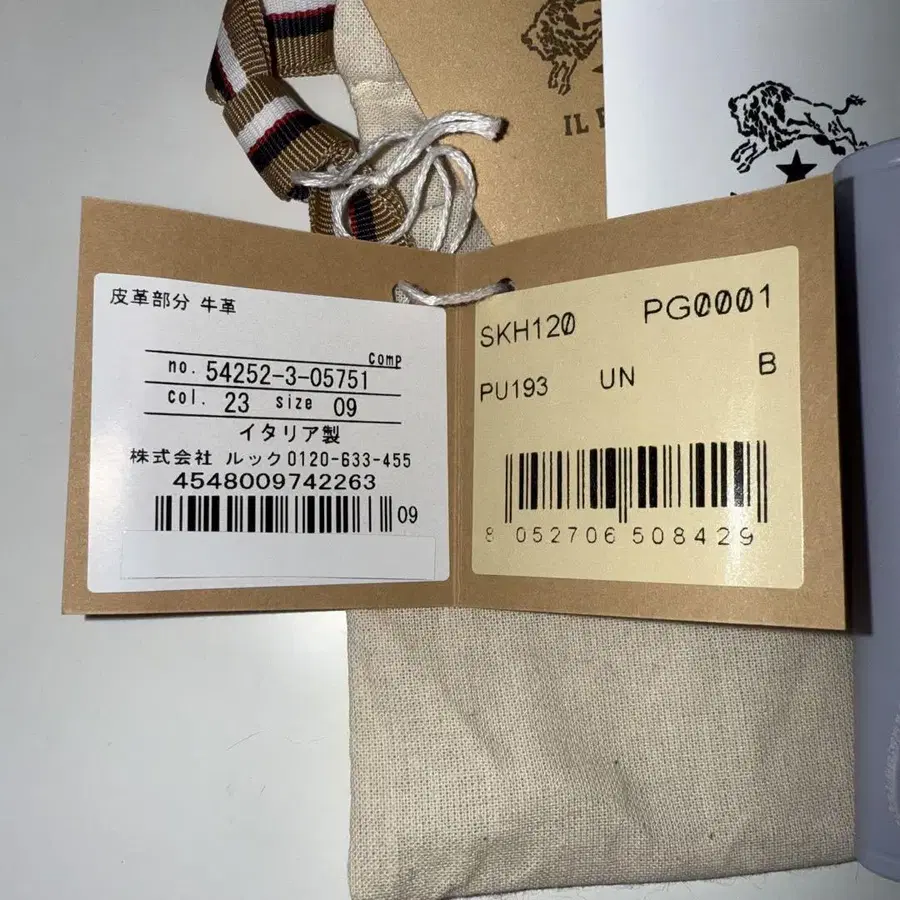 IL
皮革部分 牛革
Comp
no. 54252-3-05751
col. 23 size 09
イタリア製
株式会社 ルック 0120-633-455
4548009742263
09
SKH120 PG0001
PU193 UN B
8 052706 508429